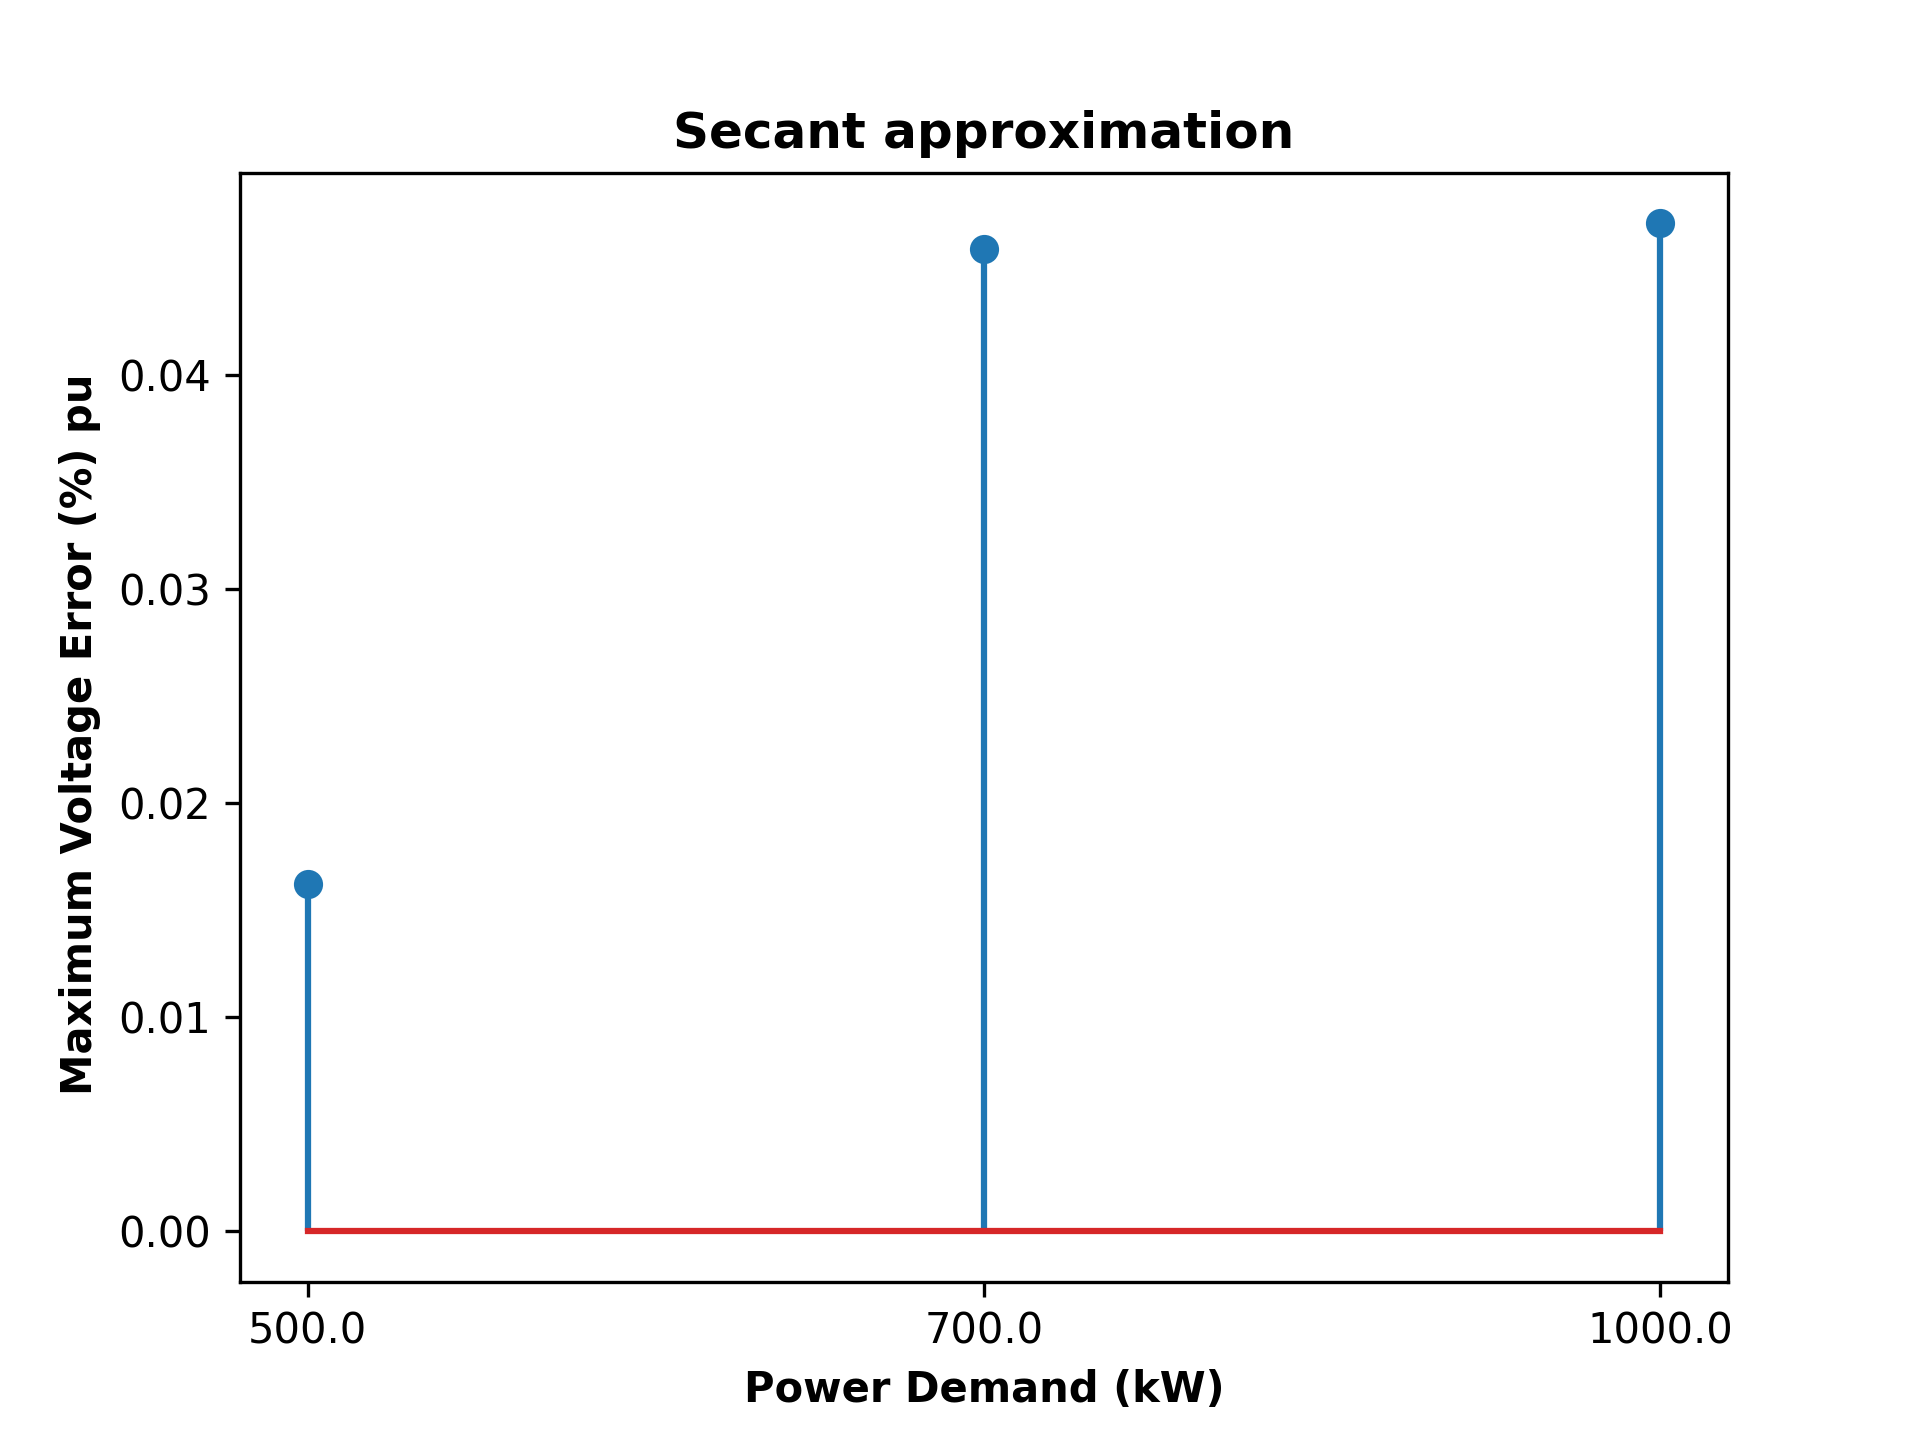 Secant approximation
Maximum Voltage Error (%) pu
0.04
0.03
0.02
0.01
0.00
500.0
700.0
1000.0
Power Demand (kW)